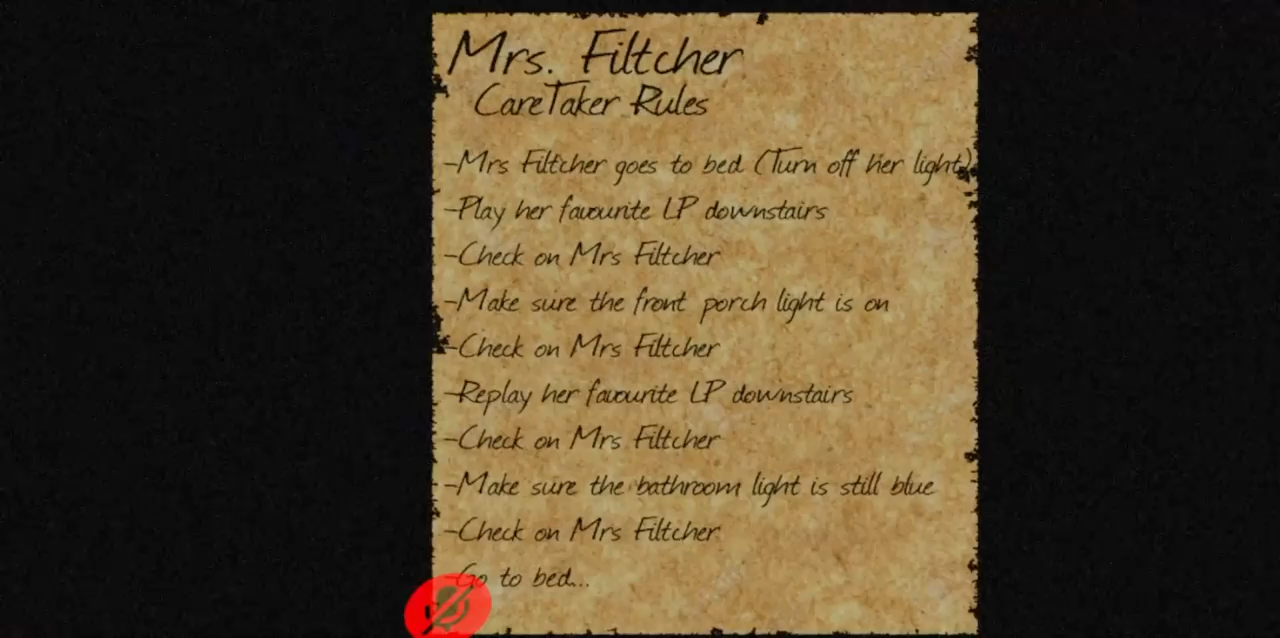 Mrs. Filtcher
CareTaker Rules
-Mrs Filtcher goes to bed (Turn off her light)
-Play her favourite LP downstairs
-Check on Mrs Filtcher
-Make sure the front porch light is on
-Check on Mrs Filtcher
-Replay her favourite LP downstairs
-Check on Mrs Filtcher
-Make sure the bathroom light is still blue
-Check on Mrs Filtcher
-Go to bed...